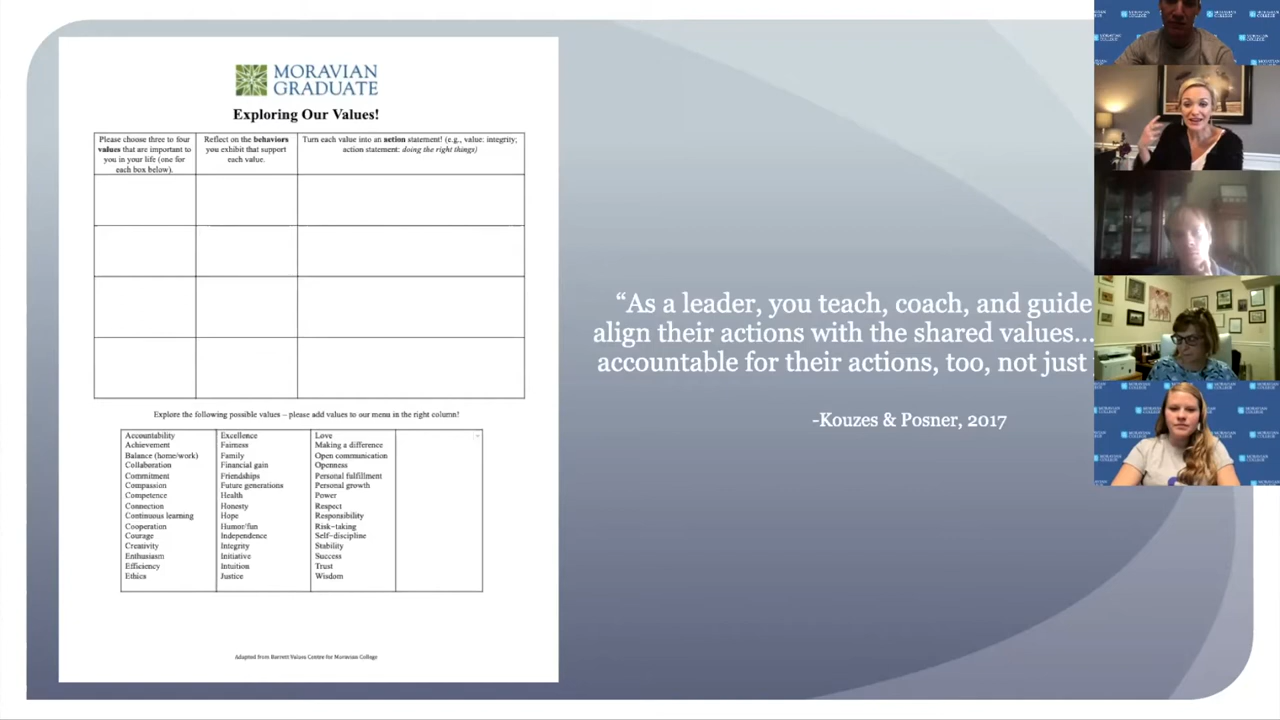 MORAVIAN
GRADUATE
Exploring Our Values!
Please choose three to four
values that are important to
you in your life (one for
each box below).
Reflect on the behaviors
you exhibit that support
each value.
Turn each value into an action statement! (e.g., value: integrity;
action statement: doing the right things)
Explore the following possible values – please add values to our menu in the right column!
Accountability
Achievement
Balance (home/work)
Collaboration
Commitment
Compassion
Competence
Connection
Continuous learning
Cooperation
Courage
Creativity
Enthusiasm
Efficiency
Ethics
Excellence
Fairness
Family
Financial gain
Friendships
Future generations
Health
Honesty
Hope
Humor/fun
Independence
Integrity
Initiative
Intuition
Justice
Love
Making a difference
Open communication
Openness
Personal fulfillment
Personal growth
Power
Respect
Responsibility
Risk-taking
Self-discipline
Stability
Success
Trust
Wisdom
Adapted from Barrett Values Centre for Moravian College
“As a leader, you teach, coach, and guide
align their actions with the shared values...
accountable for their actions, too, not just
-Kouzes & Posner, 2017